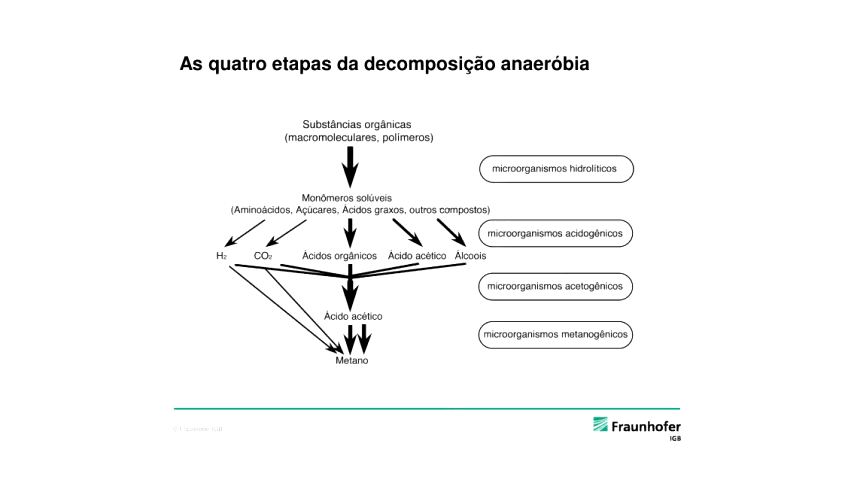 As quatro etapas da decomposição anaeróbia
Substâncias orgânicas
(macromoleculares, polímeros)
microorganismos hidrolíticos
Monômeros solúveis
(Aminoácidos, Açúcares, Ácidos graxos, outros compostos)
microorganismos acidogênicos
H₂ CO₂ Ácidos orgânicos Ácido acético Álcoois
microorganismos acetogênicos
Ácido acético
microorganismos metanogênicos
Metano
Fraunhofer
IGB